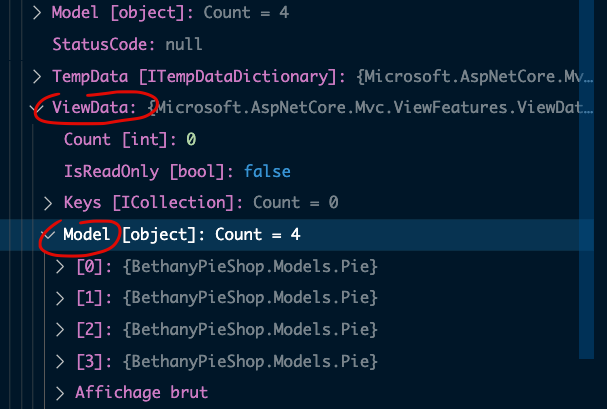 Model [object]: Count = 4
StatusCode: null
TempData [ITempDataDictionary]: {Microsoft.AspNetCore.Mv…
ViewData: {Microsoft.AspNetCore.Mvc.ViewFeatures.ViewDat…
Count [int]: 0
IsReadOnly [bool]: false
Keys [ICollection]: Count = 0
Model [object]: Count = 4
[0]: {BethanyPieShop.Models.Pie}
[1]: {BethanyPieShop.Models.Pie}
[2]: {BethanyPieShop.Models.Pie}
[3]: {BethanyPieShop.Models.Pie}
Affichage brut